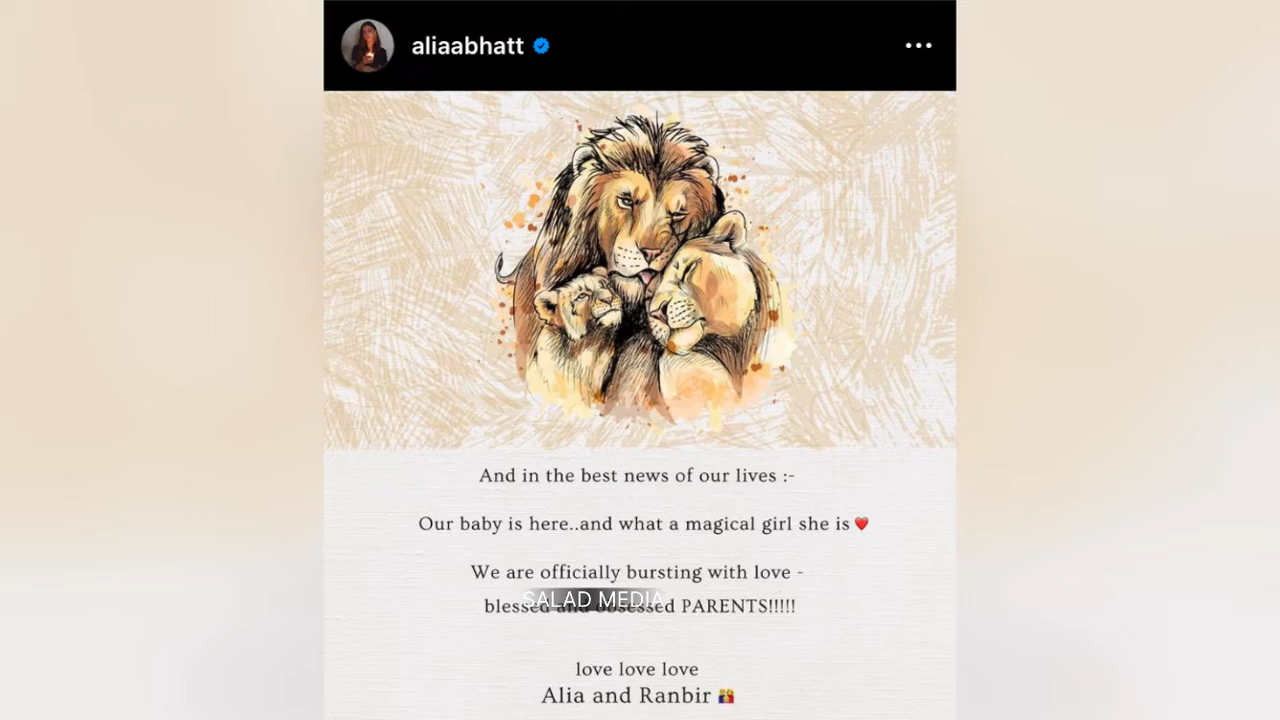 aliaabhatt
And in the best news of our lives :-
Our baby is here..and what a magical girl she is❤️
We are officially bursting with love -
blessed and obsessed PARENTS!!!!!
SALAD MEDIA
love love love
Alia and Ranbir 👨‍👩‍👧